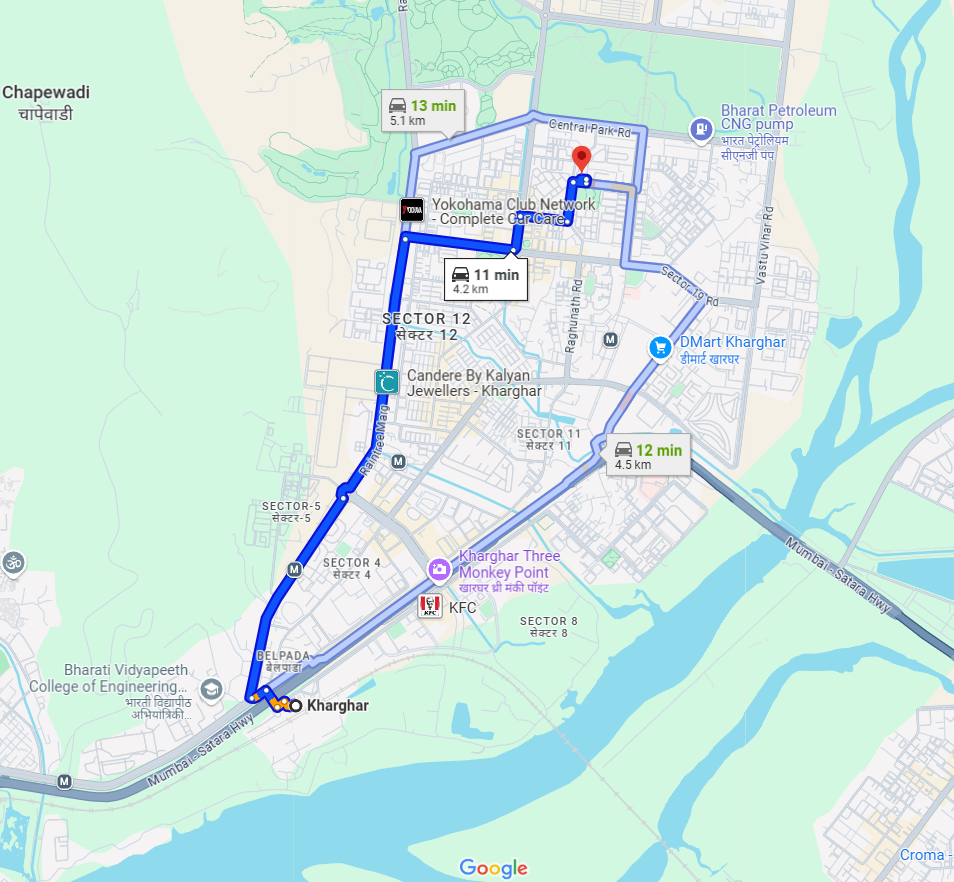 Ra
Chapewadi
चापेवाडी
13 min
5.1 km
Central Park Rd
Bharat Petroleum
CNG pump
भारत पेट्रोलियम
सीएनजी पंप
Yokohama Club Network
- Complete Car Care
Vastu Vihar Rd
11 min
4.2 km
Sector 19 Rd
Raghunath Rd
SECTOR 12
सेक्टर 12
M
DMart Kharghar
डीमार्ट खारघर
Candere By Kalyan
Jewellers - Kharghar
Raintree Marg
SECTOR 11
सेक्टर 11
12 min
4.5 km
M
SECTOR-5
सेक्टर-5
Mumbai - Satara Hwy
SECTOR 4
सेक्टर 4
M
Kharghar Three
Monkey Point
खारघर थ्री मंकी पॉइंट
KFC
KFC
SECTOR 8
सेक्टर 8
BELPADA
बेलपाडा
Bharati Vidyapeeth
College of Engineering...
भारती विद्यापीठ
अभियांत्रिकी...
Kharghar
Mumbai - Satara Hwy
M
Croma -
Google